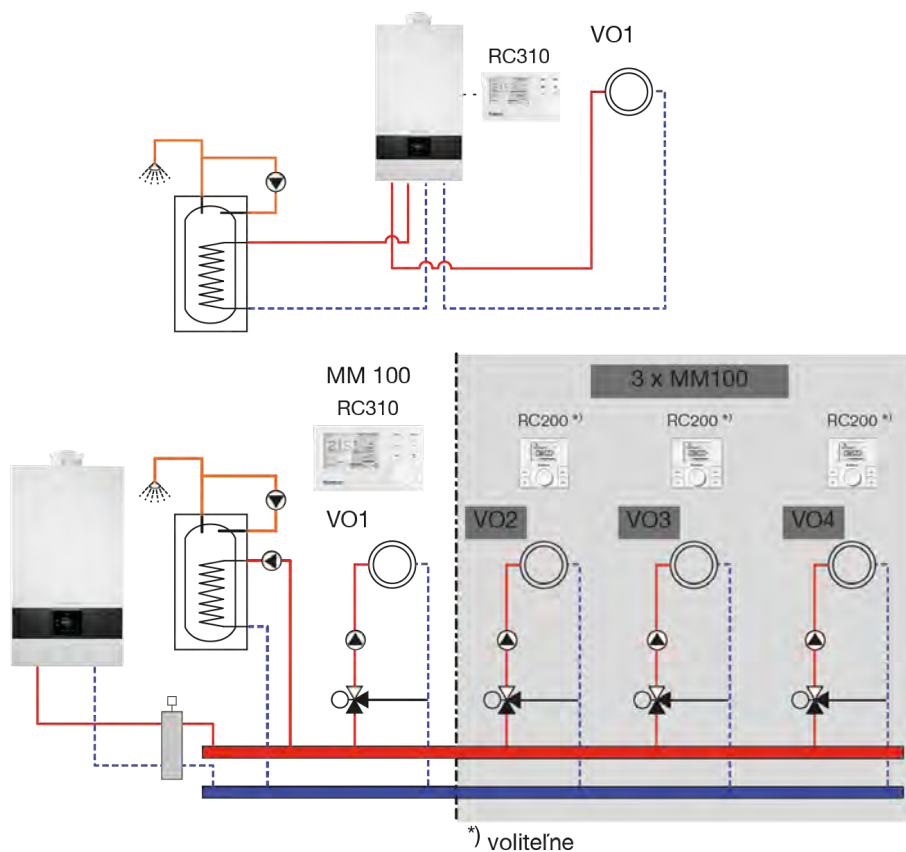 VO1
RC310
MM 100
RC310
VO1
3 x MM100
RC200 *)
RC200 *)
RC200 *)
VO2
VO3
VO4
*) voliteľne